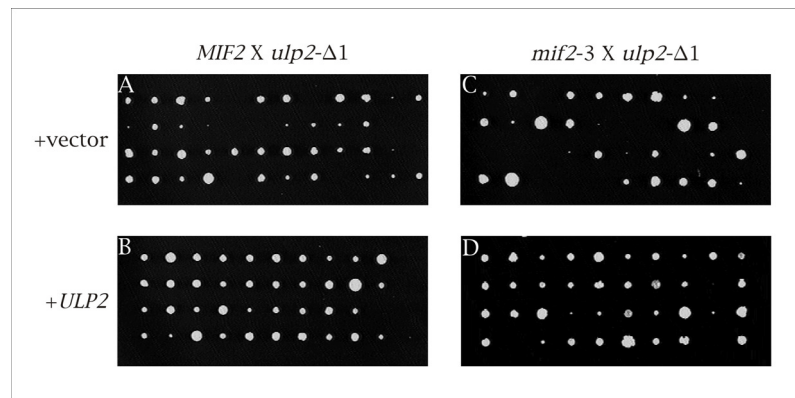 MIF2 X ulp2-Δ1
mif2-3 X ulp2-Δ1
A
C
+vector
B
D
+ULP2